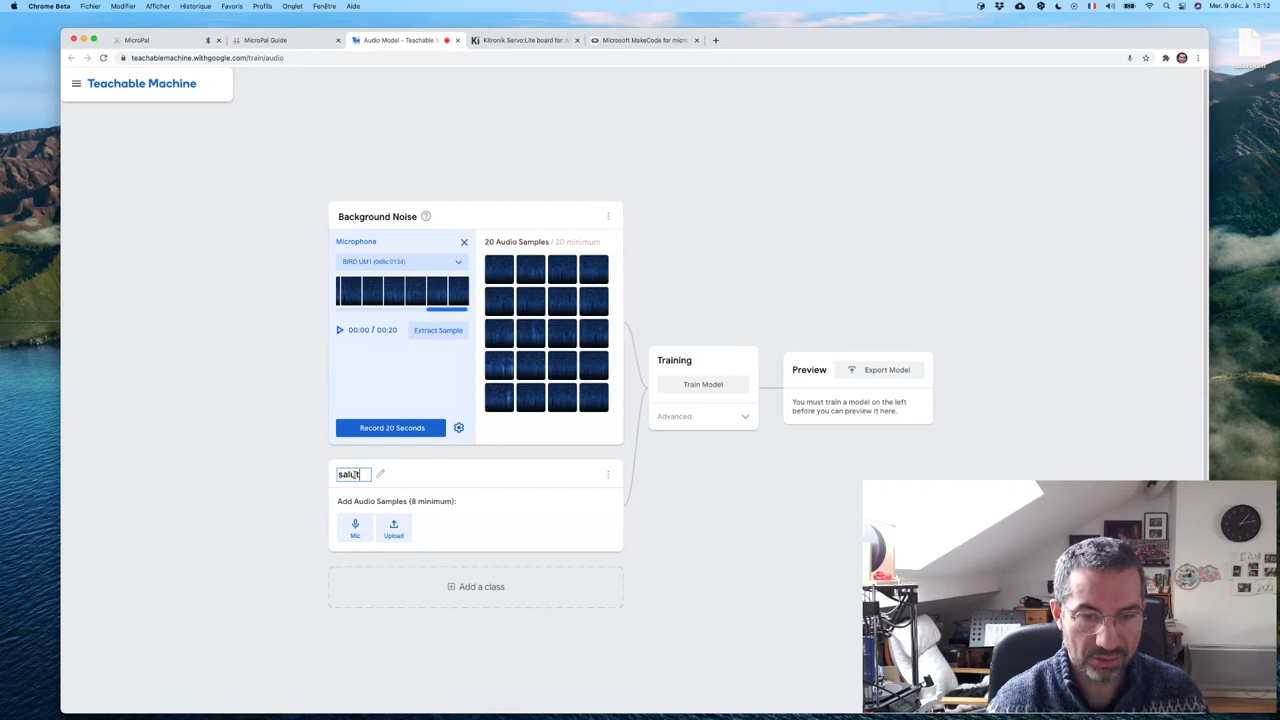 Chrome Beta Fichier Modifier Afficher Historique Favoris Profils Onglet Fenêtre Aide Mer. 9 déc. à 13:12
MicroPal MicroPal Guide Audio Model - Teachable M Kitronik Servo:Lite board for :M Microsoft MakeCode for micro
teachablemachine.withgoogle.com/train/audio
Teachable Machine
Background Noise
Microphone
20 Audio Samples / 20 minimum
BIRD UM1 (0d8c:0134)
00:00 / 00:20 Extract Sample
Record 20 Seconds
Training
Train Model
Advanced
Preview Export Model
You must train a model on the left
before you can preview it here.
salut
Add Audio Samples (8 minimum):
Mic Upload
Add a class